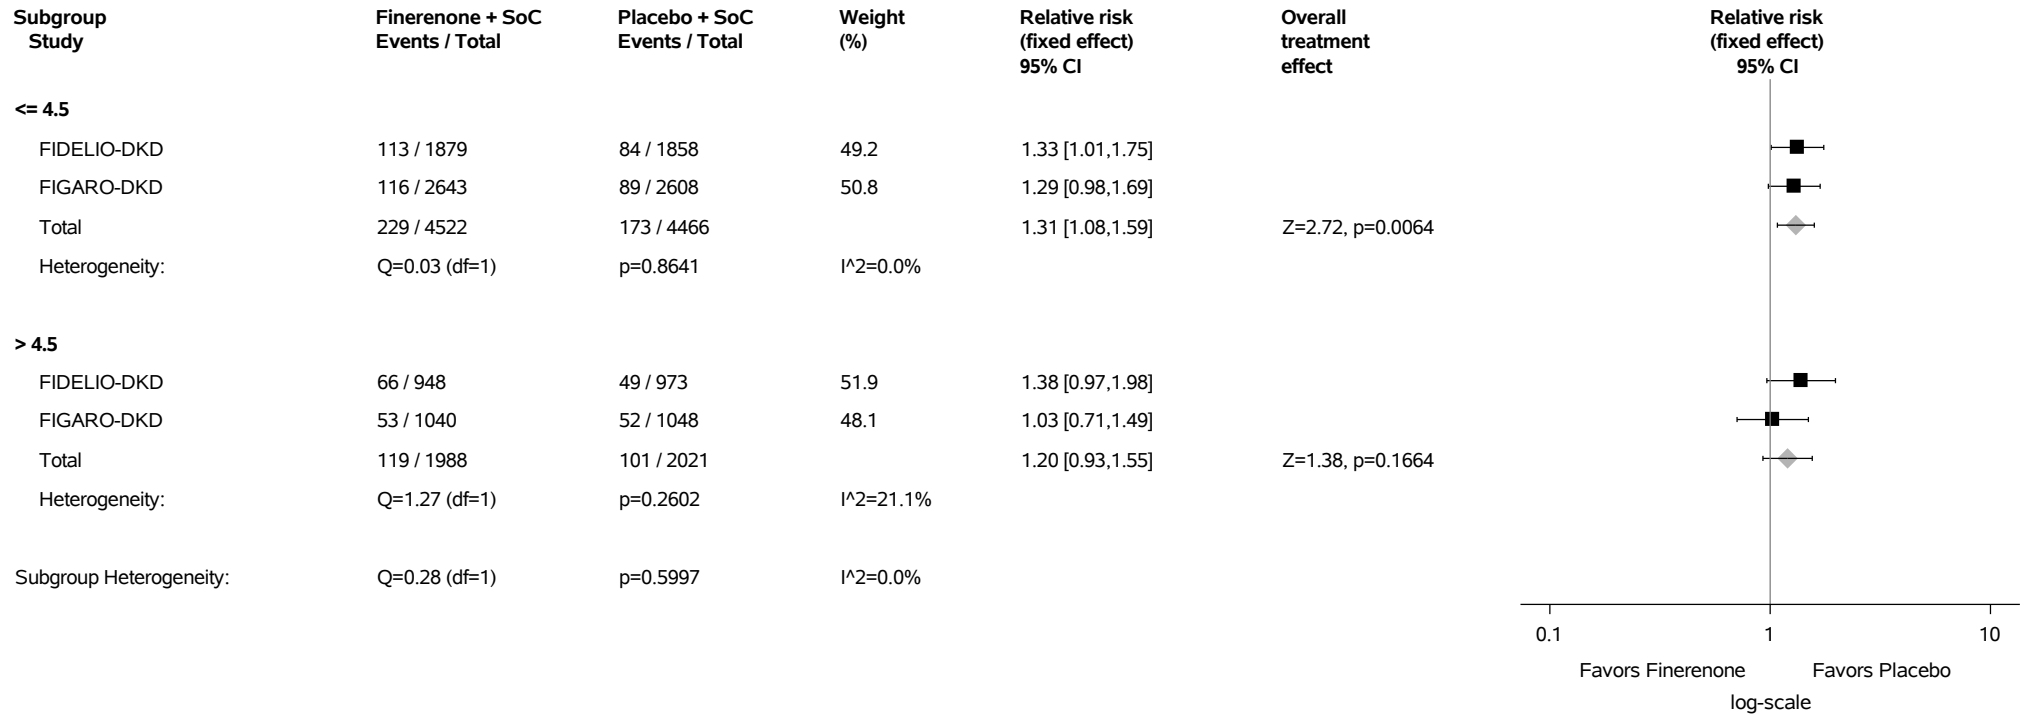 Subgroup Finerenone + SoC Placebo + SoC Weight Relative risk Overall Relative risk
Study Events / Total Events / Total (%) (fixed effect) treatment (fixed effect)
95% CI effect 95% CI
<= 4.5
FIDELIO-DKD 113 / 1879 84 / 1858 49.2 1.33 [1.01,1.75]
FIGARO-DKD 116 / 2643 89 / 2608 50.8 1.29 [0.98,1.69]
Total 229 / 4522 173 / 4466 1.31 [1.08,1.59] Z=2.72, p=0.0064
Heterogeneity: Q=0.03 (df=1) p=0.8641 I^2=0.0%
> 4.5
FIDELIO-DKD 66 / 948 49 / 973 51.9 1.38 [0.97,1.98]
FIGARO-DKD 53 / 1040 52 / 1048 48.1 1.03 [0.71,1.49]
Total 119 / 1988 101 / 2021 1.20 [0.93,1.55] Z=1.38, p=0.1664
Heterogeneity: Q=1.27 (df=1) p=0.2602 I^2=21.1%
Subgroup Heterogeneity: Q=0.28 (df=1) p=0.5997 I^2=0.0%
0.1 1 10
Favors Finerenone Favors Placebo
log-scale